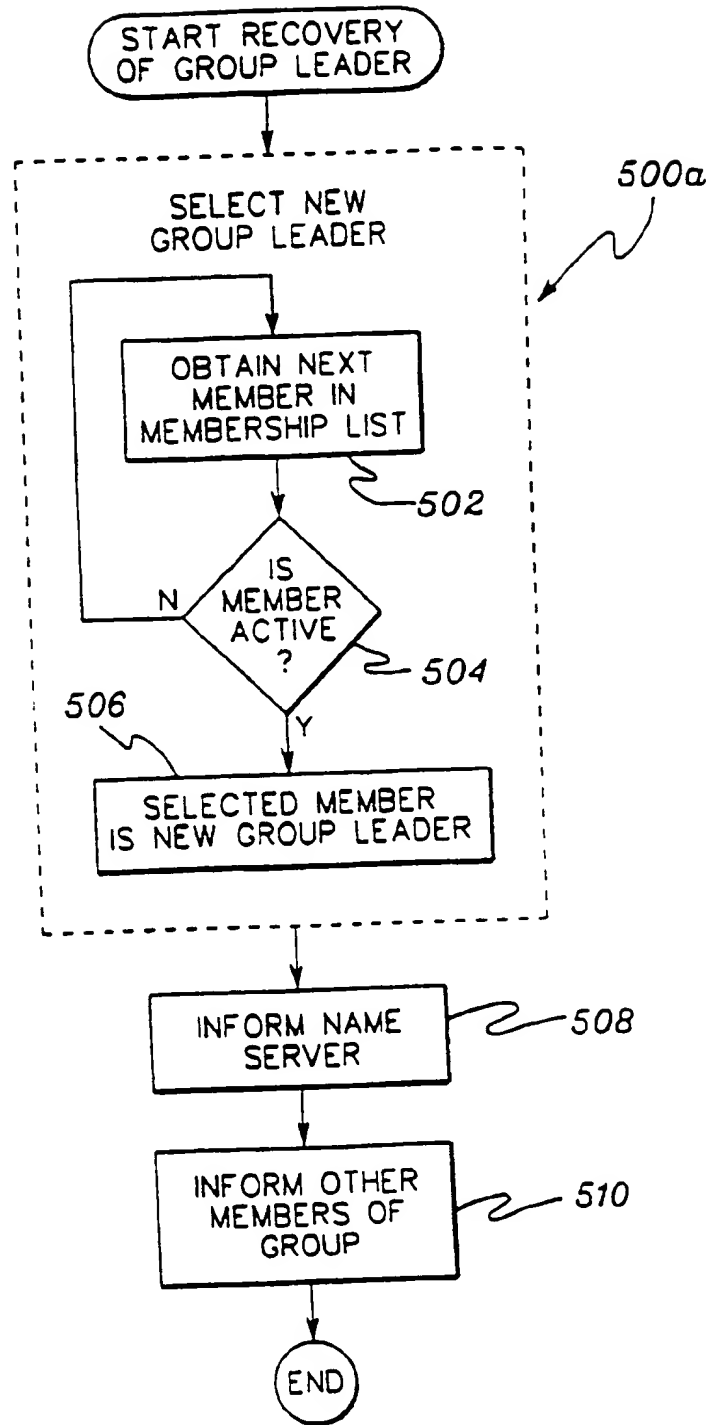 START RECOVERY
OF GROUP LEADER
500a
SELECT NEW
GROUP LEADER
OBTAIN NEXT
MEMBER IN
MEMBERSHIP LIST
502
IS
MEMBER
ACTIVE
?
N
504
Y
506
SELECTED MEMBER
IS NEW GROUP LEADER
INFORM NAME
SERVER
508
INFORM OTHER
MEMBERS OF
GROUP
510
END